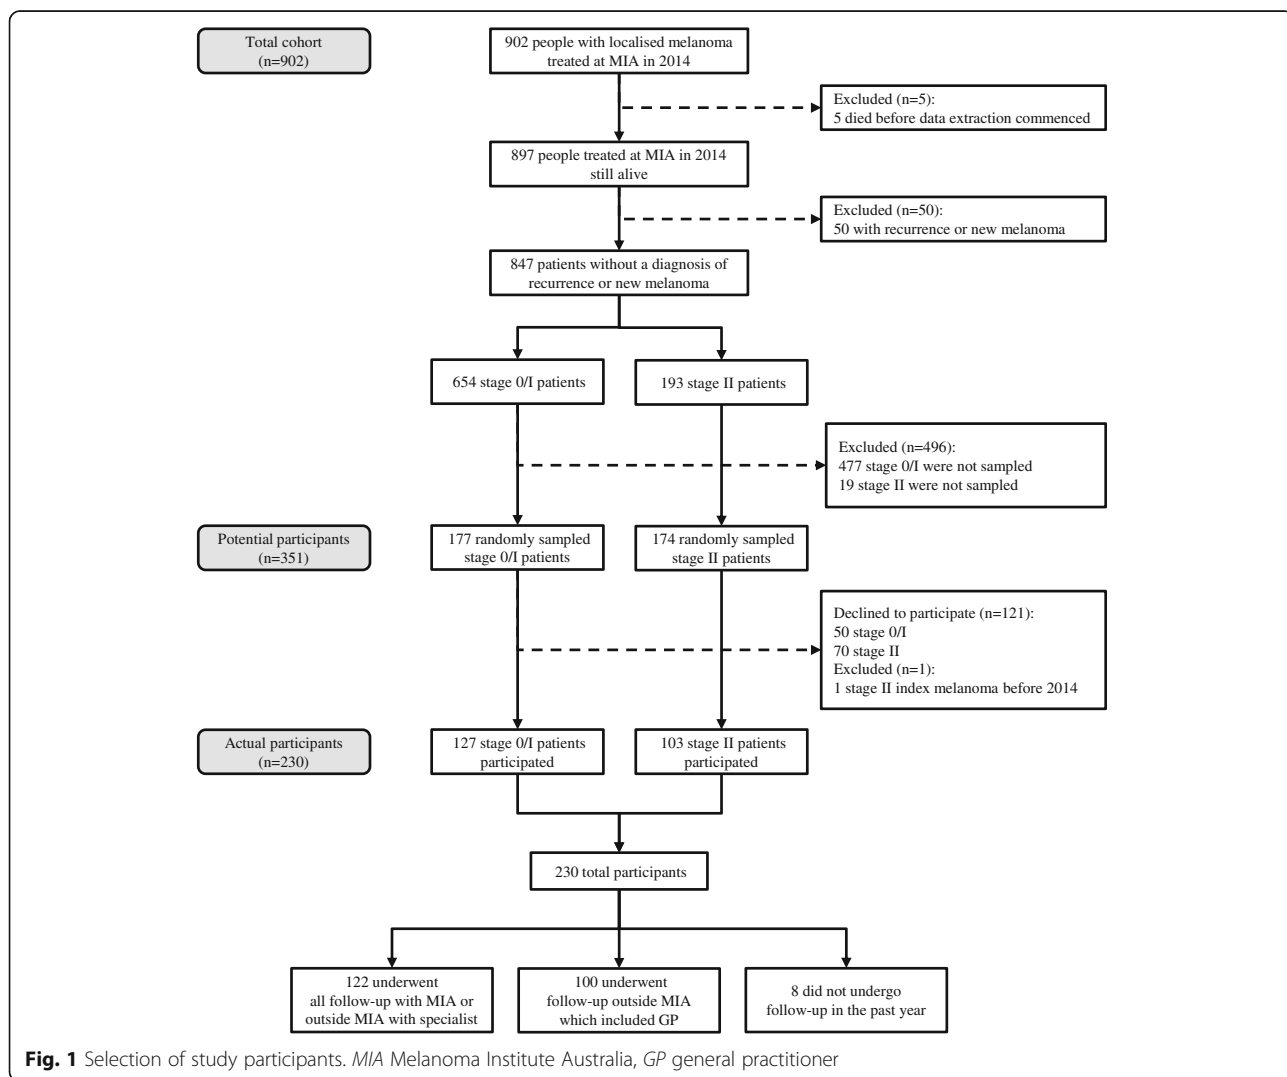 Total cohort
(n=902)
902 people with localised melanoma
treated at MIA in 2014
Excluded (n=5):
5 died before data extraction commenced
897 people treated at MIA in 2014
still alive
Excluded (n=50):
50 with recurrence or new melanoma
847 patients without a diagnosis of
recurrence or new melanoma
654 stage 0/I patients
193 stage II patients
Excluded (n=496):
477 stage 0/I were not sampled
19 stage II were not sampled
Potential participants
(n=351)
177 randomly sampled
stage 0/I patients
174 randomly sampled
stage II patients
Declined to participate (n=121):
50 stage 0/I
70 stage II
Excluded (n=1):
1 stage II index melanoma before 2014
Actual participants
(n=230)
127 stage 0/I patients
participated
103 stage II patients
participated
230 total participants
122 underwent
all follow-up with MIA or
outside MIA with specialist
100 underwent
follow-up outside MIA
which included GP
8 did not undergo
follow-up in the past year
Fig. 1 Selection of study participants. MIA Melanoma Institute Australia, GP general practitioner